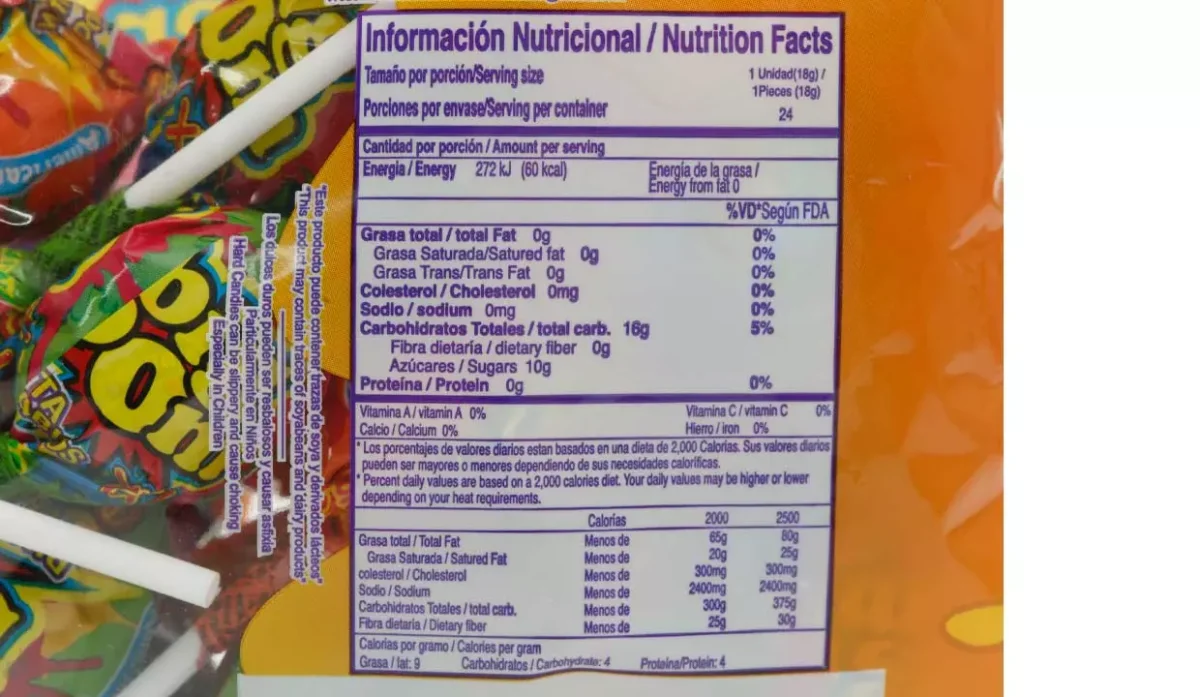 Información Nutricional / Nutrition Facts
Tamaño por porción/Serving size 1 Unidad(18g) /
1Pieces (18g)
Porciones por envase/Serving per container 24
Cantidad por porción / Amount per serving
Energia / Energy 272 kJ (60 kcal) Energía de la grasa /
Energy from fat 0
%VD*Según FDA
Grasa total / total Fat 0g 0%
Grasa Saturada/Satured fat 0g 0%
Grasa Trans/Trans Fat 0g 0%
Colesterol / Cholesterol 0mg 0%
Sodio / sodium 0mg 0%
Carbohidratos Totales / total carb. 16g 5%
Fibra dietaría / dietary fiber 0g
Azúcares / Sugars 10g
Proteína / Protein 0g 0%
Vitamina A / vitamin A 0% Vitamina C / vitamin C 0%
Calcio / Calcium 0% Hierro / iron 0%
* Los porcentajes de valores diarios estan basados en una dieta de 2,000 Calorias. Sus valores diarios
pueden ser mayores o menores dependiendo de sus necesidades caloríficas.
* Percent daily values are based on a 2,000 calories diet. Your daily values may be higher or lower
depending on your heat requirements.
Calorías 2000 2500
Grasa total / Total Fat Menos de 65g 80g
Grasa Saturada / Satured Fat Menos de 20g 25g
colesterol / Cholesterol Menos de 300mg 300mg
Sodio / Sodium Menos de 2400mg 2400mg
Carbohidratos Totales / total carb. Menos de 300g 375g
Fibra dietaria / Dietary fiber Menos de 25g 30g
Calorías por gramo / Calories per gram
Grasa / fat: 9 Carbohidratos / Carbohydrate: 4 Proteína/Protein: 4
"Este producto puede contener trazas de soya y derivados lácteos"
"This product may contain traces of soyabeans and dairy products"
Los dulces duros pueden ser resbalosos y causar asfixia
Particularmente en Niños
Hard Candies can be slippery and cause choking
Especially in Children
American